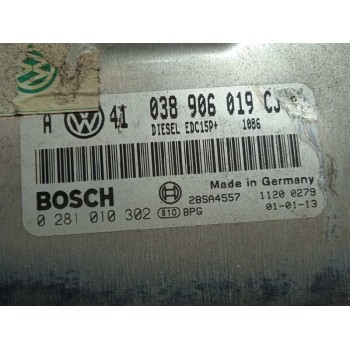 A VW 41 038 906 019 CJ
DIESEL EDC15P+ 1086
BOSCH
0 281 010 302
810 BPG
Made in Germany
28SA4557 1120 0279
01-01-13